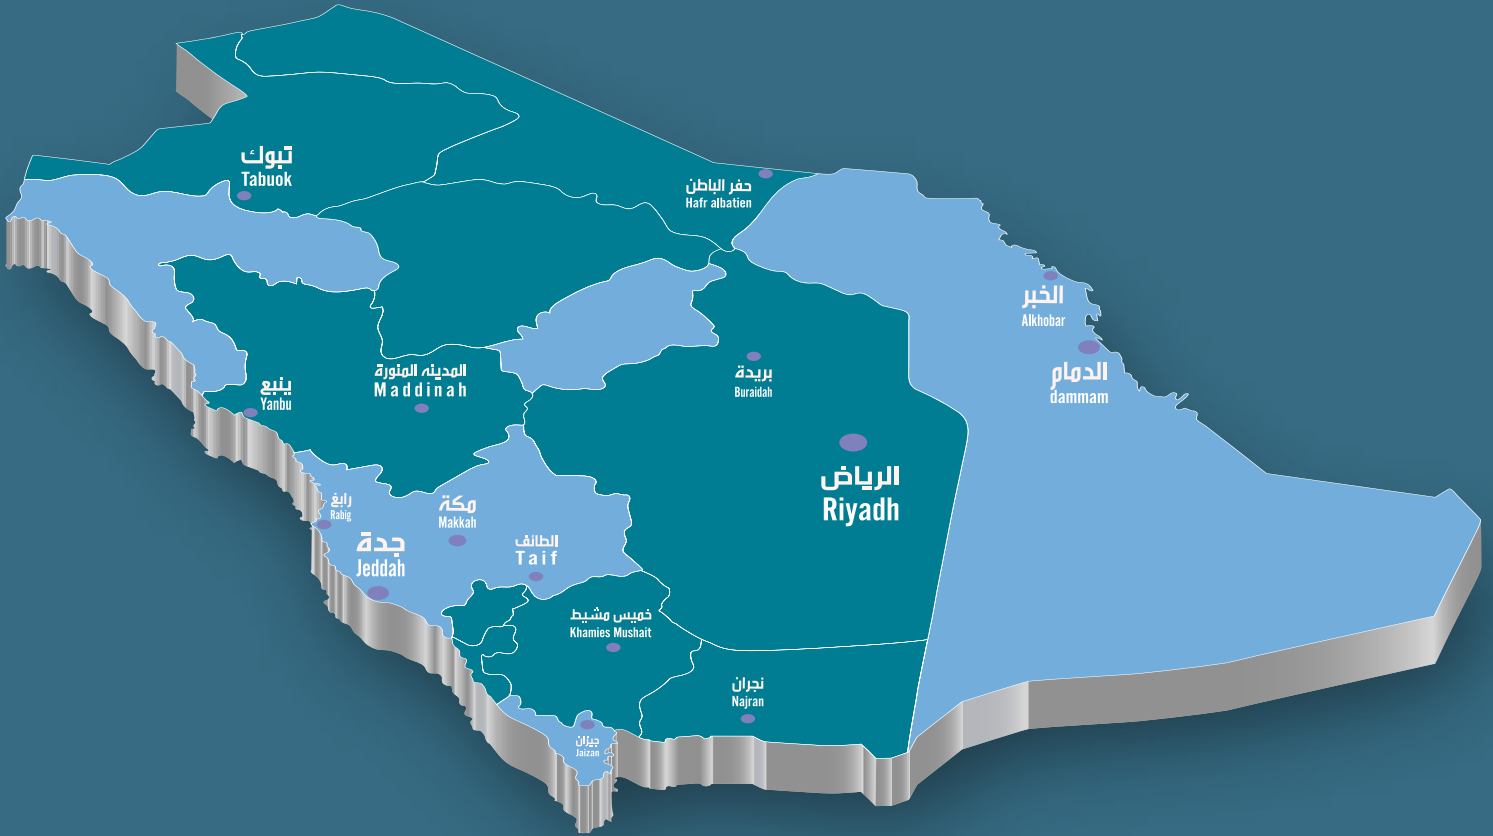 تبوك
Tabuok
حفر الباطن
Hafr albatien
الخبر
Alkhobar
الدمام
dammam
المدينه المنورة
Maddinah
بريدة
Buraidah
ينبع
Yanbu
الرياض
Riyadh
رابغ
Rabig
مكة
Makkah
جدة
Jeddah
الطائف
Taif
خميس مشيط
Khamies Mushait
نجران
Najran
جيزان
Jaizan